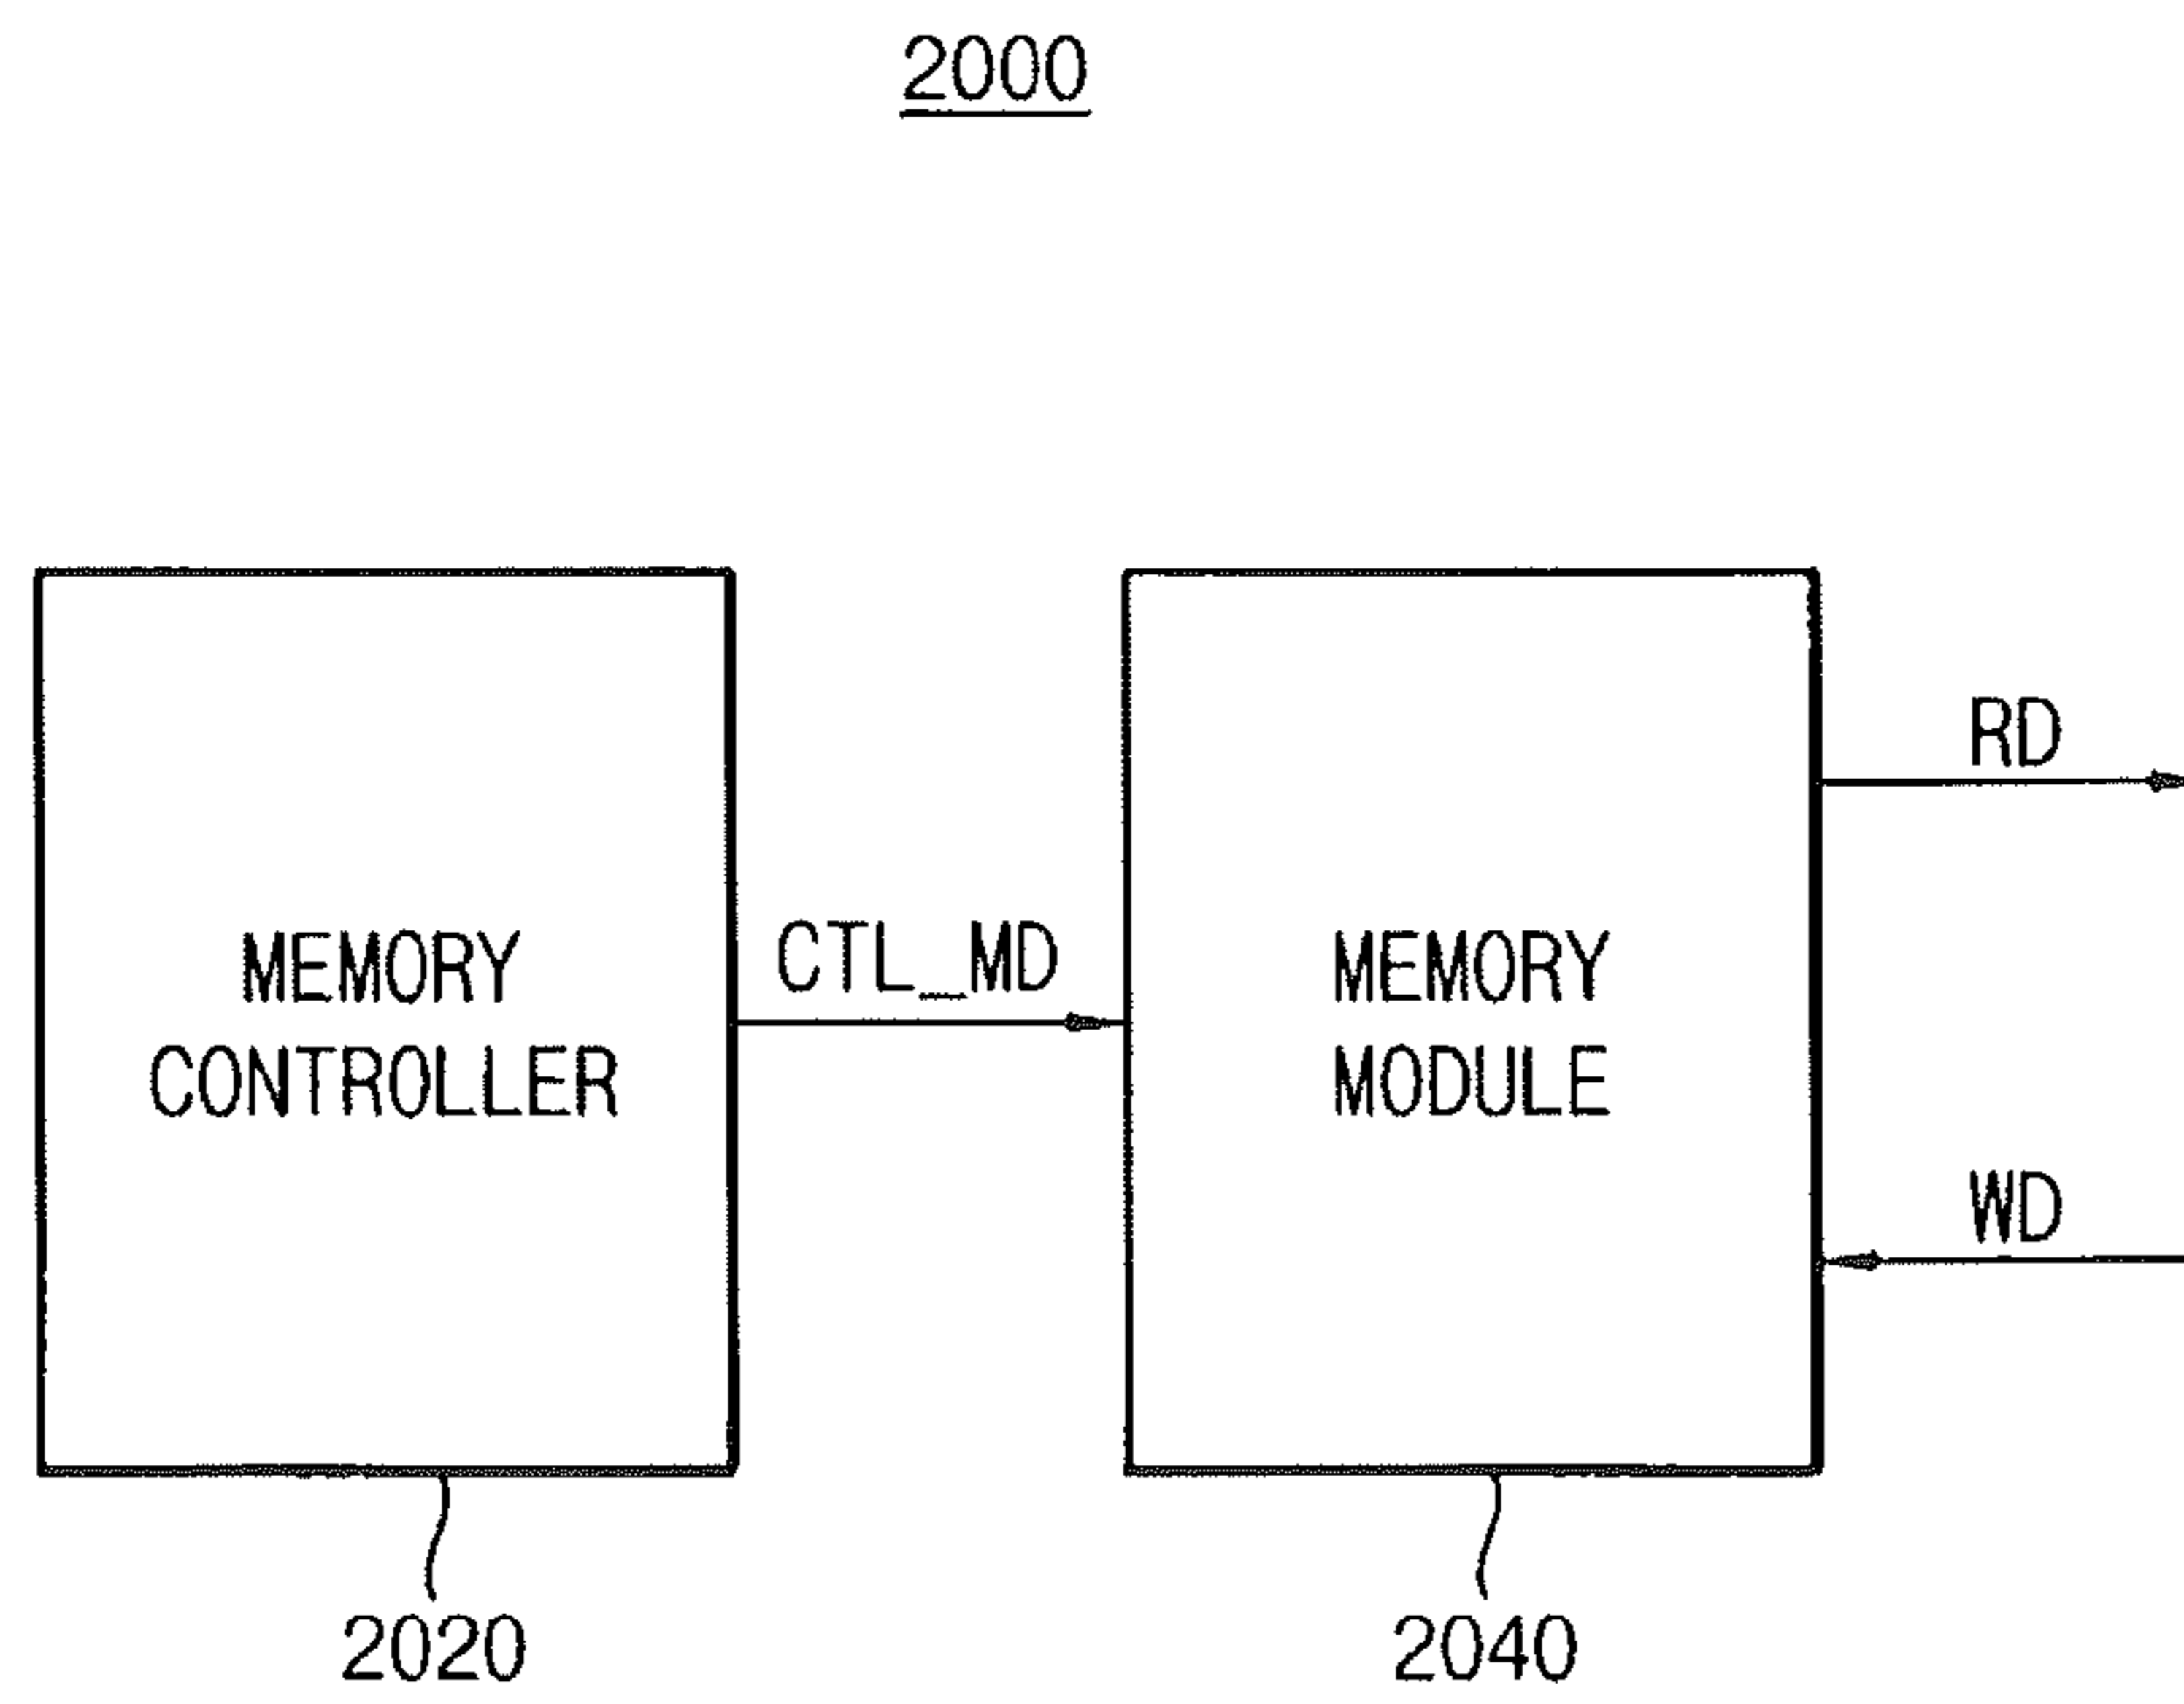 2000
MEMORY
CONTROLLER
CTL_MD
MEMORY
MODULE
RD
WD
2020
2040